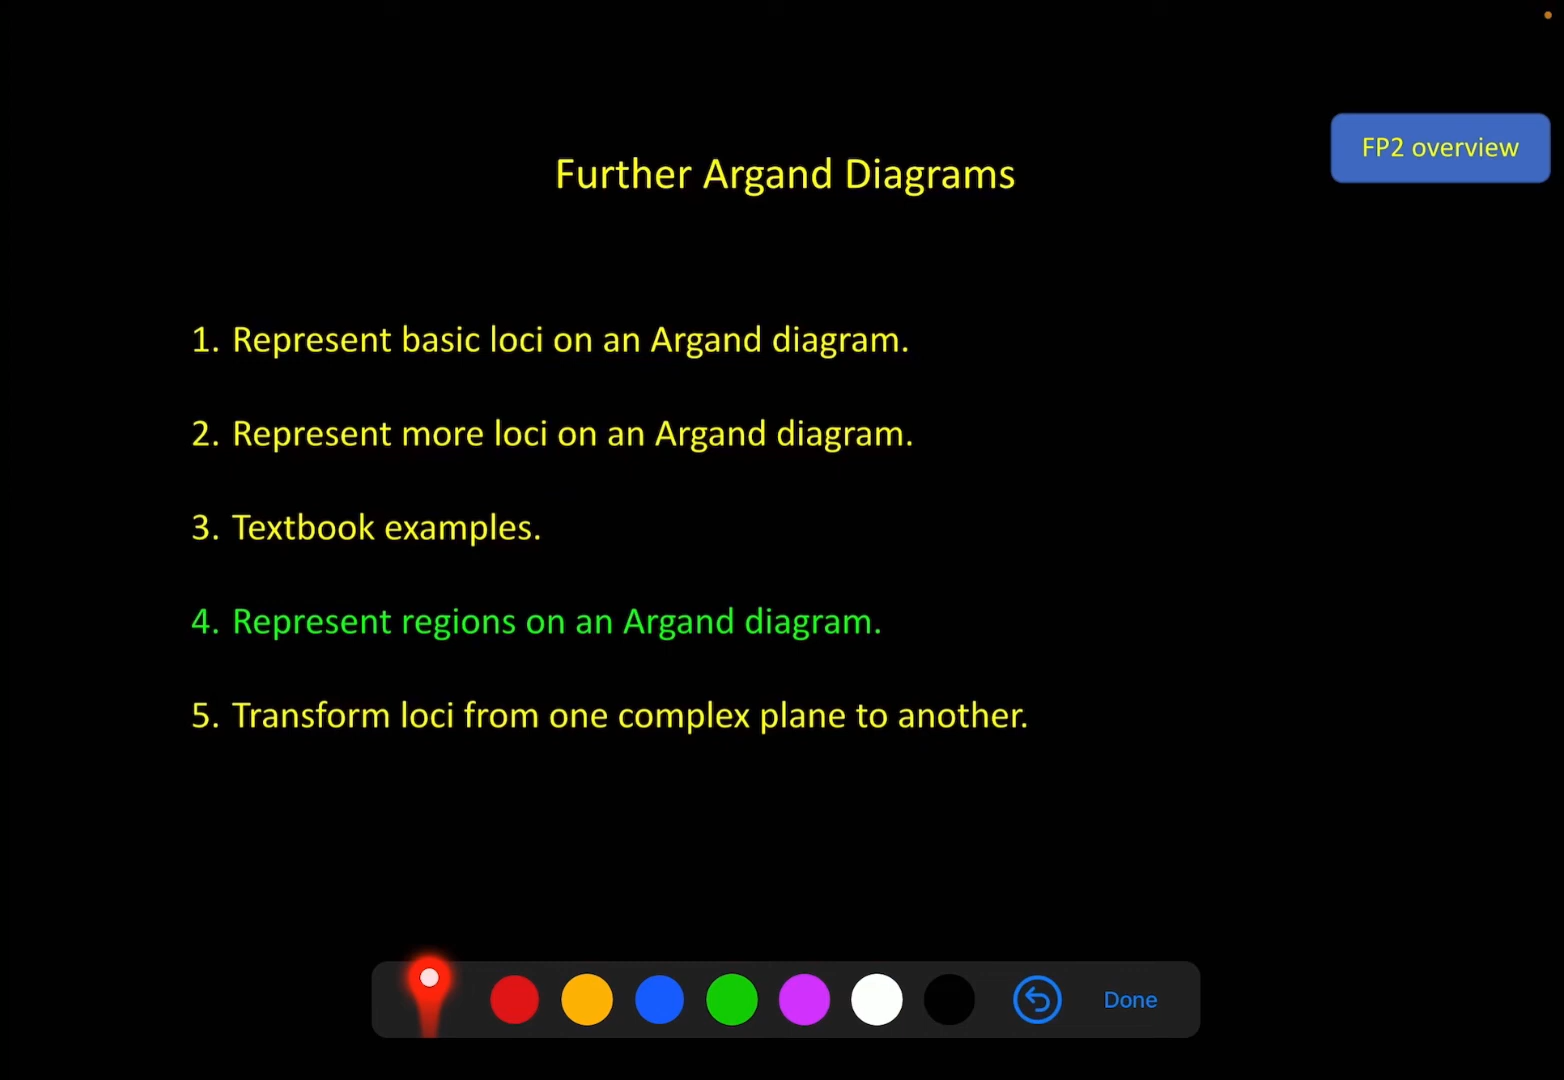 FP2 overview
Further Argand Diagrams
1. Represent basic loci on an Argand diagram.
2. Represent more loci on an Argand diagram.
3. Textbook examples.
4. Represent regions on an Argand diagram.
5. Transform loci from one complex plane to another.
Done